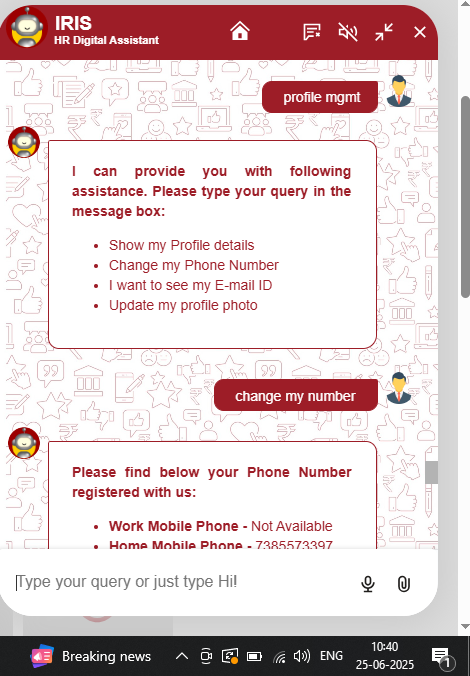 IRIS
HR Digital Assistant
profile mgmt
I can provide you with following
assistance. Please type your query in the
message box:
Show my Profile details
Change my Phone Number
I want to see my E-mail ID
Update my profile photo
change my number
Please find below your Phone Number
registered with us:
Work Mobile Phone - Not Available
Home Mobile Phone - 7385573397
Type your query or just type Hi!
Breaking news
ENG
10:40
25-06-2025
1